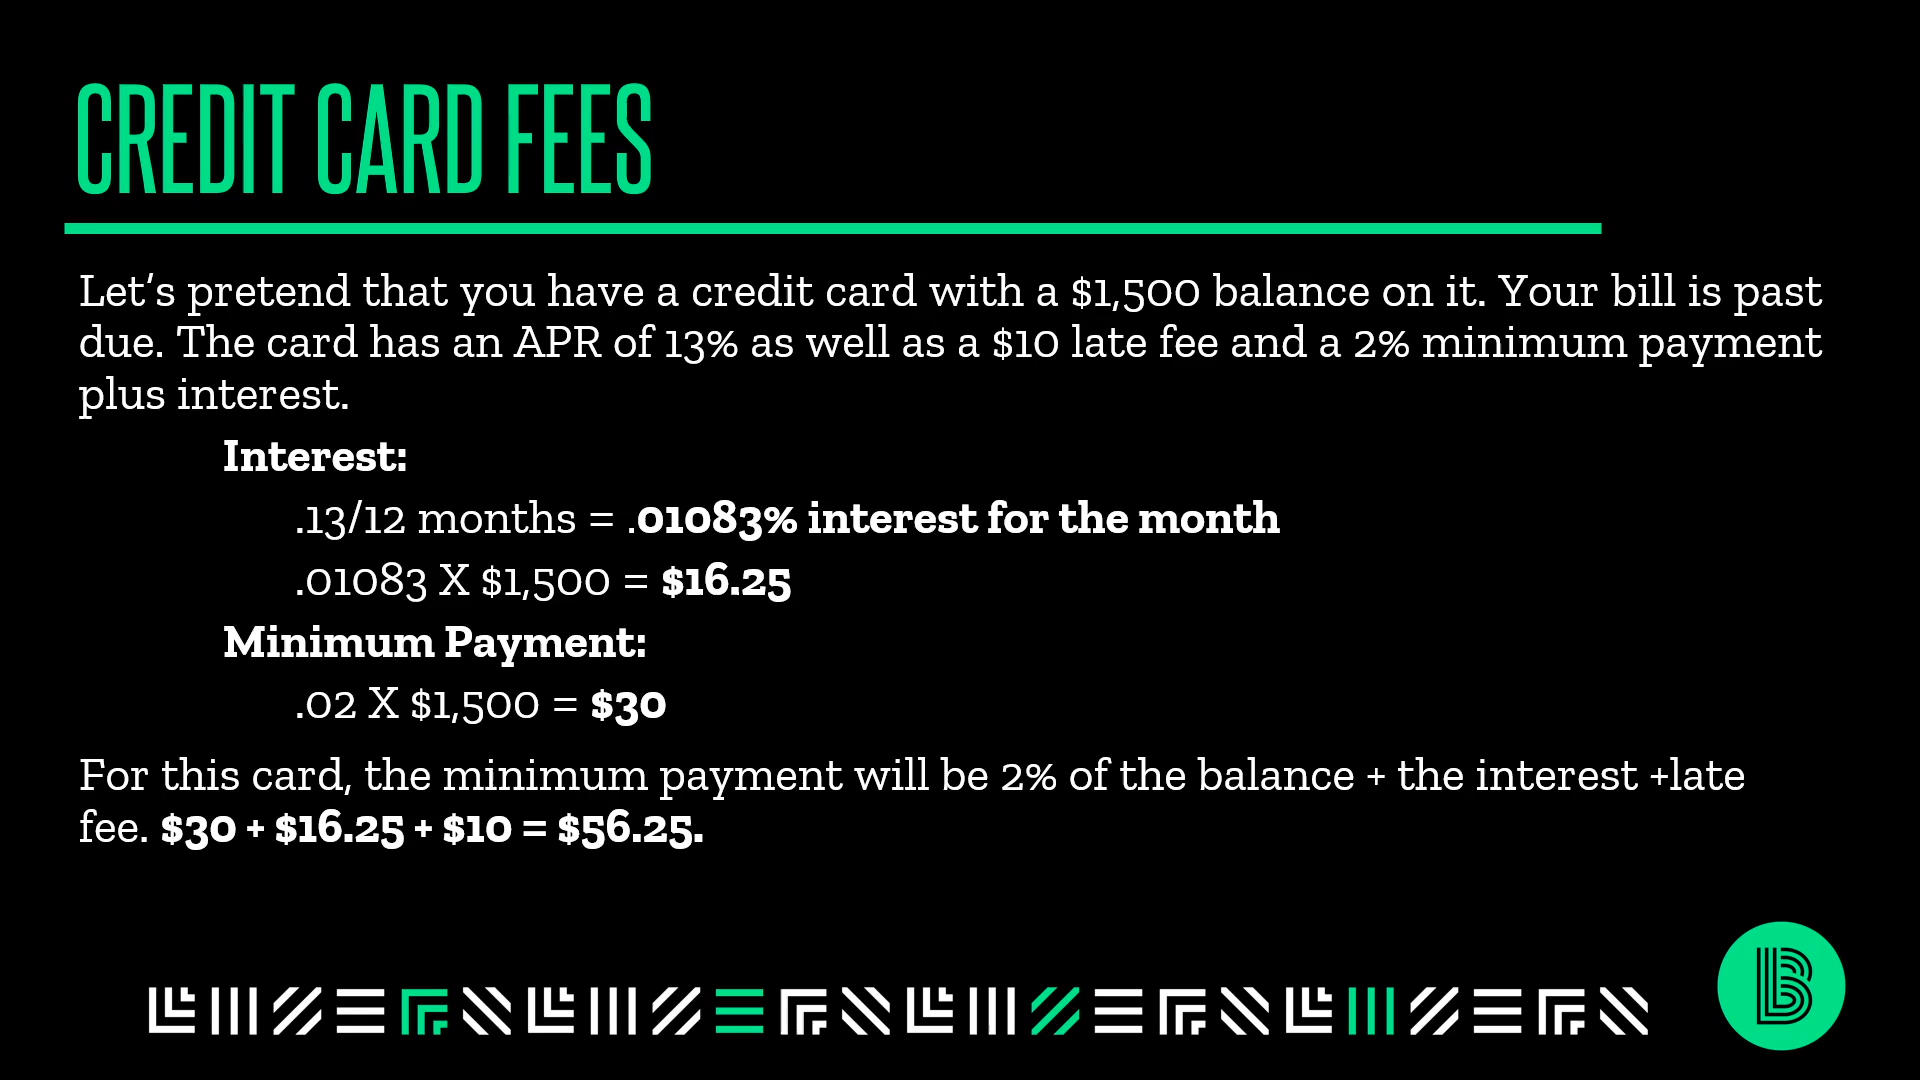 CREDIT CARD FEES
Let’s pretend that you have a credit card with a $1,500 balance on it. Your bill is past
due. The card has an APR of 13% as well as a $10 late fee and a 2% minimum payment
plus interest.
Interest:
.13/12 months = .01083% interest for the month
.01083 X $1,500 = $16.25
Minimum Payment:
.02 X $1,500 = $30
For this card, the minimum payment will be 2% of the balance + the interest +late
fee. $30 + $16.25 + $10 = $56.25.
B